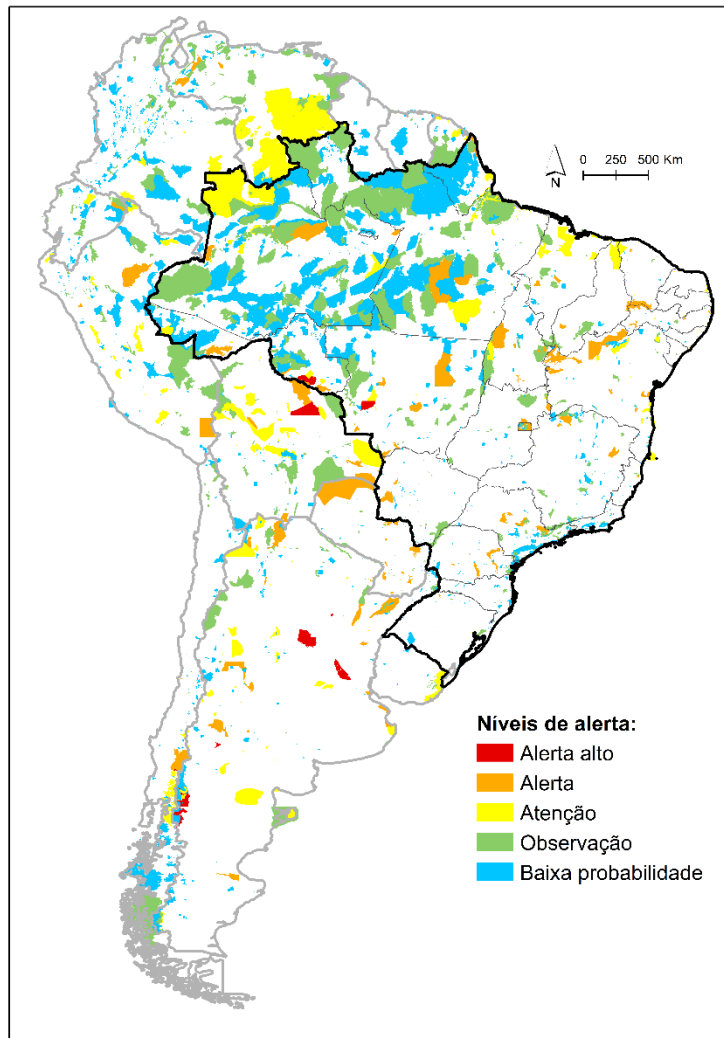 N
0 250 500 Km
Níveis de alerta:
Alerta alto
Alerta
Atenção
Observação
Baixa probabilidade